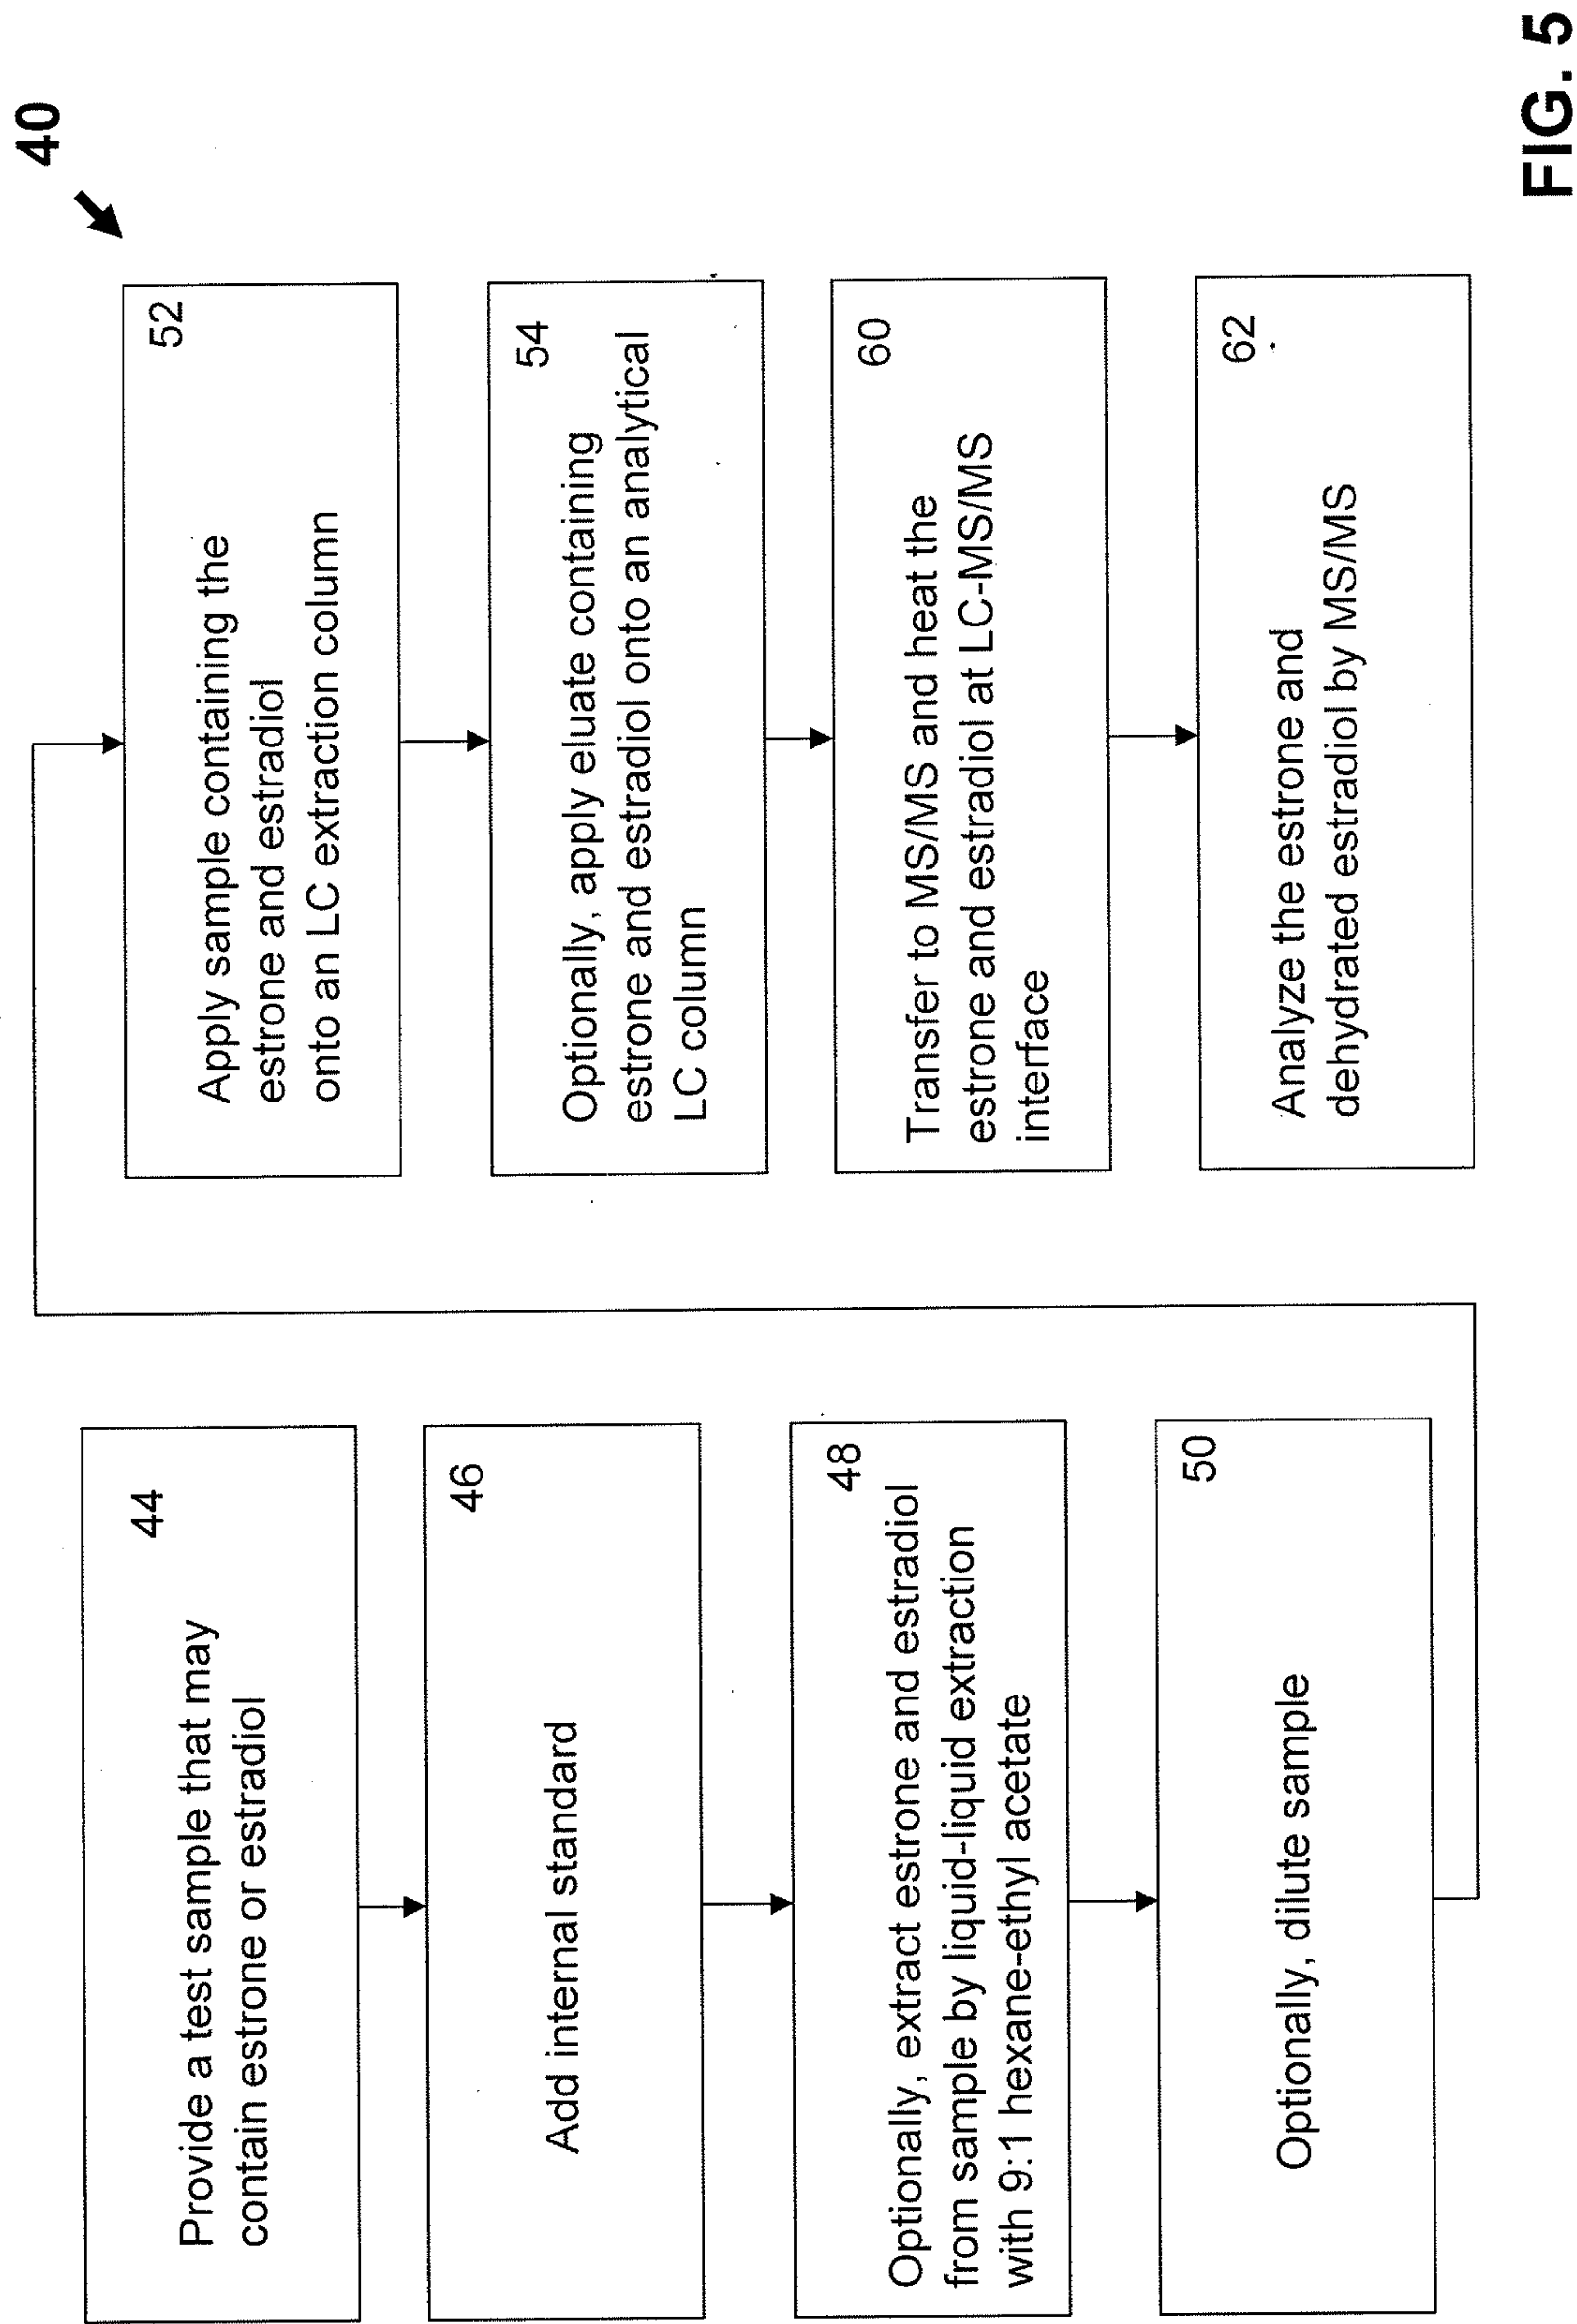 40
44
Provide a test sample that may
contain estrone or estradiol
46
Add internal standard
48
Optionally, extract estrone and estradiol
from sample by liquid-liquid extraction
with 9:1 hexane-ethyl acetate
50
Optionally, dilute sample
52
Apply sample containing the
estrone and estradiol
onto an LC extraction column
54
Optionally, apply eluate containing
estrone and estradiol onto an analytical
LC column
60
Transfer to MS/MS and heat the
estrone and estradiol at LC-MS/MS
interface
62
Analyze the estrone and
dehydrated estradiol by MS/MS
FIG. 5